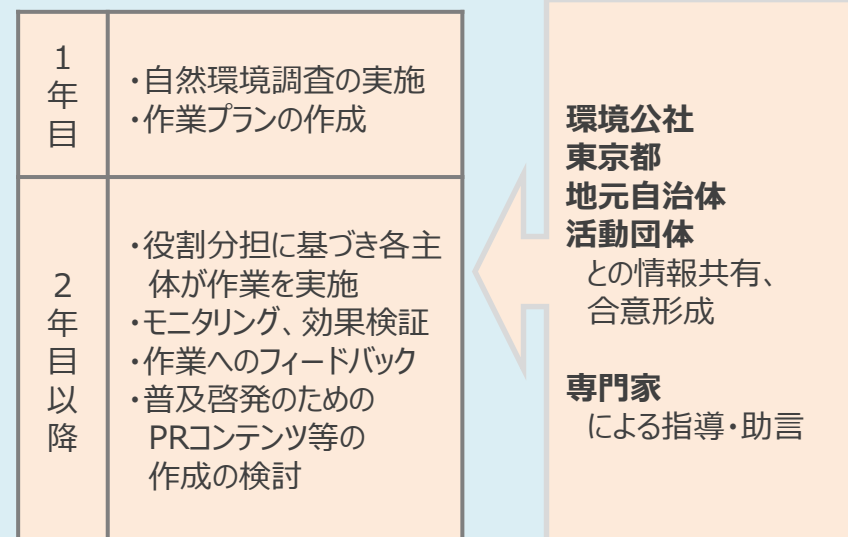 1年目
・自然環境調査の実施
・作業プランの作成
2年目以降
・役割分担に基づき各主
体が作業を実施
・モニタリング、効果検証
・作業へのフィードバック
・普及啓発のための
PRコンテンツ等の
作成の検討
環境公社
東京都
地元自治体
活動団体
との情報共有、
合意形成
専門家
による指導・助言